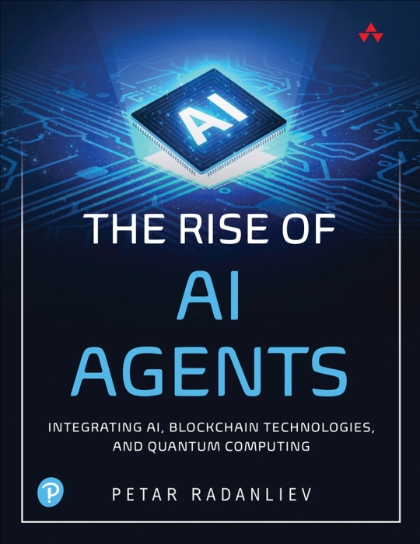 AI
THE RISE OF
AI
AGENTS
INTEGRATING AI, BLOCKCHAIN TECHNOLOGIES,
AND QUANTUM COMPUTING
P
PETAR RADANLIEV